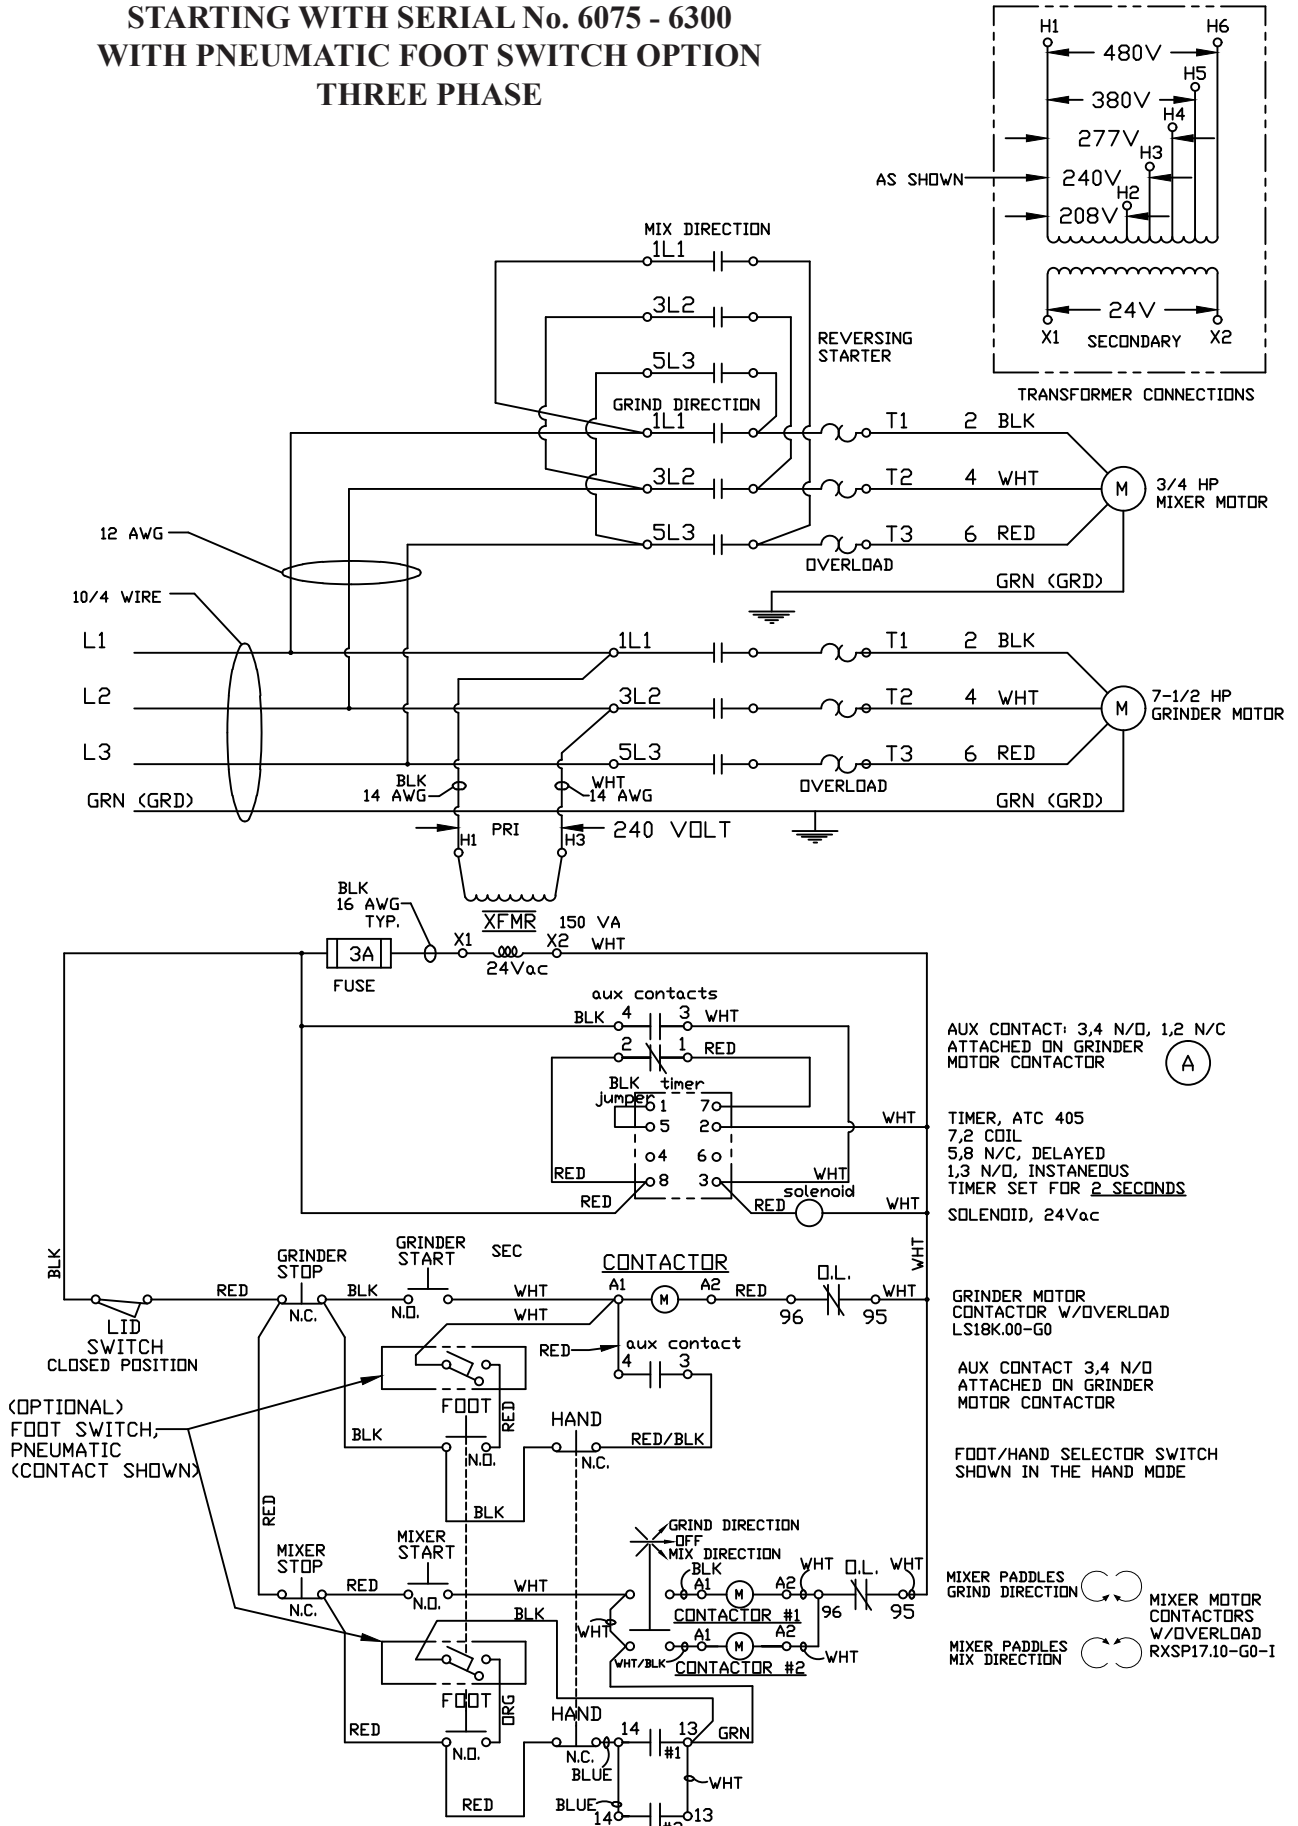 STARTING WITH SERIAL No. 6075 - 6300
WITH PNEUMATIC FOOT SWITCH OPTION
THREE PHASE
H1
H6
480V
H5
380V
H4
277V
H3
AS SHOWN
240V
H2
208V
24V
X1
SECONDARY
X2
TRANSFORMER CONNECTIONS
MIX DIRECTION
1L1
3L2
5L3
REVERSING
STARTER
GRIND DIRECTION
1L1
T1
2
BLK
3L2
T2
4
WHT
3/4 HP
MIXER MOTOR
5L3
T3
6
RED
OVERLOAD
GRN (GRD)
12 AWG
10/4 WIRE
L1
1L1
T1
2
BLK
L2
3L2
T2
4
WHT
M
M
7-1/2 HP
GRINDER MOTOR
L3
5L3
T3
6
RED
BLK
14 AWG
WHT
14 AWG
OVERLOAD
GRN (GRD)
GRN (GRD)
PRI
240 VOLT
H1
H3
BLK
16 AWG
TYP.
XFMR
150 VA
X1
X2
WHT
3A
24Vac
FUSE
aux contacts
BLK
4
3
WHT
2
1
RED
BLK
jumper
timer
1
7
5
2
WHT
4
6
RED
8
3
WHT
RED
solenoid
RED
WHT
AUX CONTACT: 3,4 N/O, 1,2 N/C
ATTACHED ON GRINDER
MOTOR CONTACTOR
A
TIMER, ATC 405
7,2 COIL
5,8 N/C, DELAYED
1,3 N/O, INSTANEOUS
TIMER SET FOR 2 SECONDS
SOLENOID, 24Vac
BLK
GRINDER
STOP
GRINDER
START
SEC
CONTACTOR
WHT
RED
N.C.
BLK
N.O.
WHT
WHT
A1
M
A2
RED
96
O.L.
95
WHT
LID
SWITCH
CLOSED POSITION
GRINDER MOTOR
CONTACTOR W/OVERLOAD
LS18K.00-G0
RED
aux contact
4
3
AUX CONTACT 3,4 N/O
ATTACHED ON GRINDER
MOTOR CONTACTOR
(OPTIONAL)
FOOT SWITCH,
PNEUMATIC
(CONTACT SHOWN)
FOOT
RED
BLK
N.O.
HAND
RED/BLK
N.C.
FOOT/HAND SELECTOR SWITCH
SHOWN IN THE HAND MODE
BLK
RED
GRIND DIRECTION
OFF
MIX DIRECTION
MIXER
STOP
MIXER
START
N.C.
RED
N.O.
WHT
BLK
BLK
A1
M
A2
WHT
O.L.
WHT
96
95
CONTACTOR #1
WHT
WHT/BLK
A1
M
A2
WHT
CONTACTOR #2
MIXER PADDLES
GRIND DIRECTION
MIXER PADDLES
MIX DIRECTION
MIXER MOTOR
CONTACTORS
W/OVERLOAD
RXSP17.10-G0-I
FOOT
ORG
RED
N.O.
HAND
N.C.
BLUE
14
13
#1
GRN
WHT
RED
BLUE
14
13